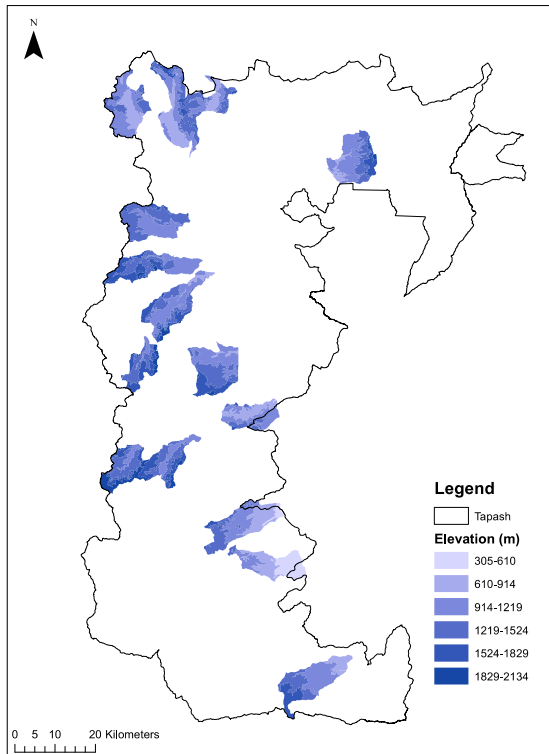 N
Legend
Tapash
Elevation (m)
305-610
610-914
914-1219
1219-1524
1524-1829
1829-2134
0 5 10 20 Kilometers